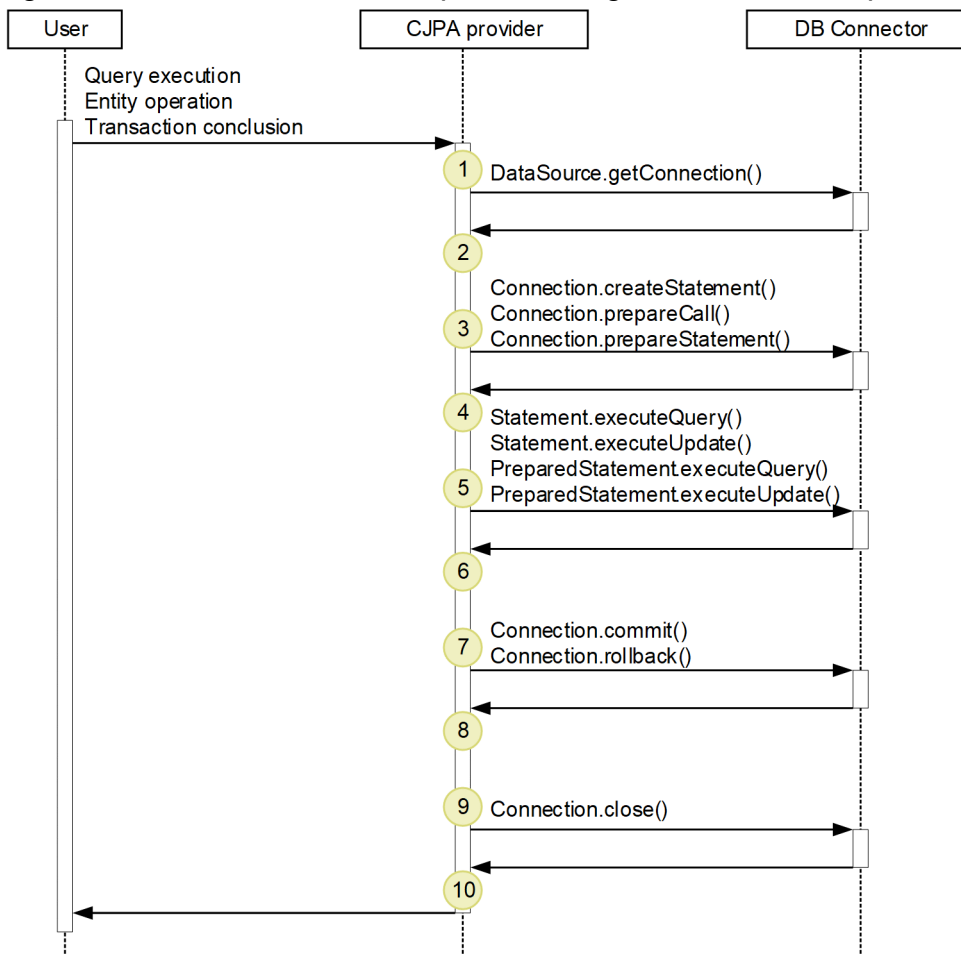 User
CJPA provider
DB Connector
Query execution
Entity operation
Transaction conclusion
1
DataSource.getConnection()
2
Connection.createStatement()
Connection.prepareCall()
3
Connection.prepareStatement()
4
Statement.executeQuery()
Statement.executeUpdate()
PreparedStatement.executeQuery()
5
PreparedStatement.executeUpdate()
6
Connection.commit()
7
Connection.rollback()
8
9
Connection.close()
10